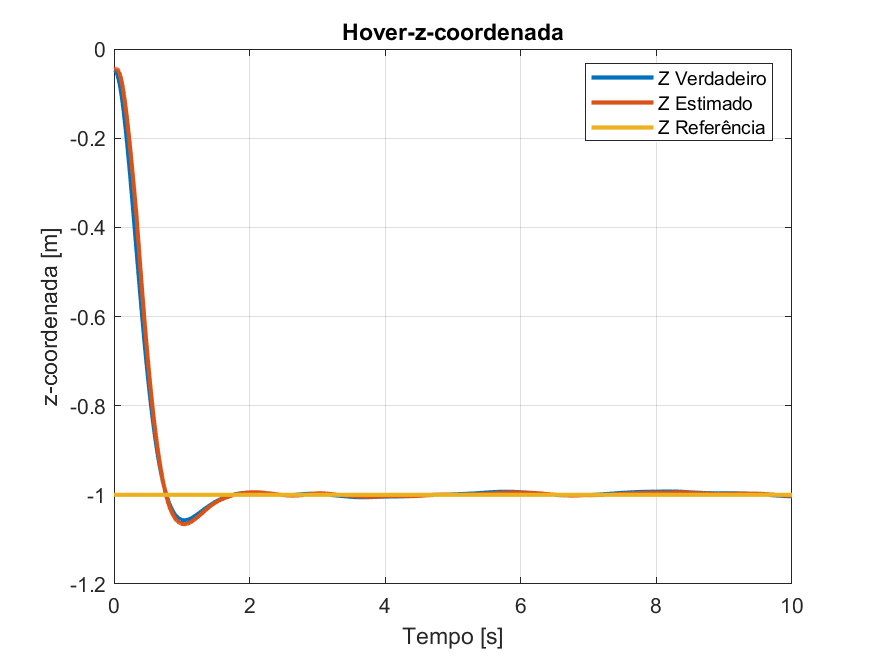 Hover-z-coordenada
Z Verdadeiro
Z Estimado
Z Referência
z-coordenada [m]
0
-0.2
-0.4
-0.6
-0.8
-1
-1.2
0
2
4
6
8
10
Tempo [s]